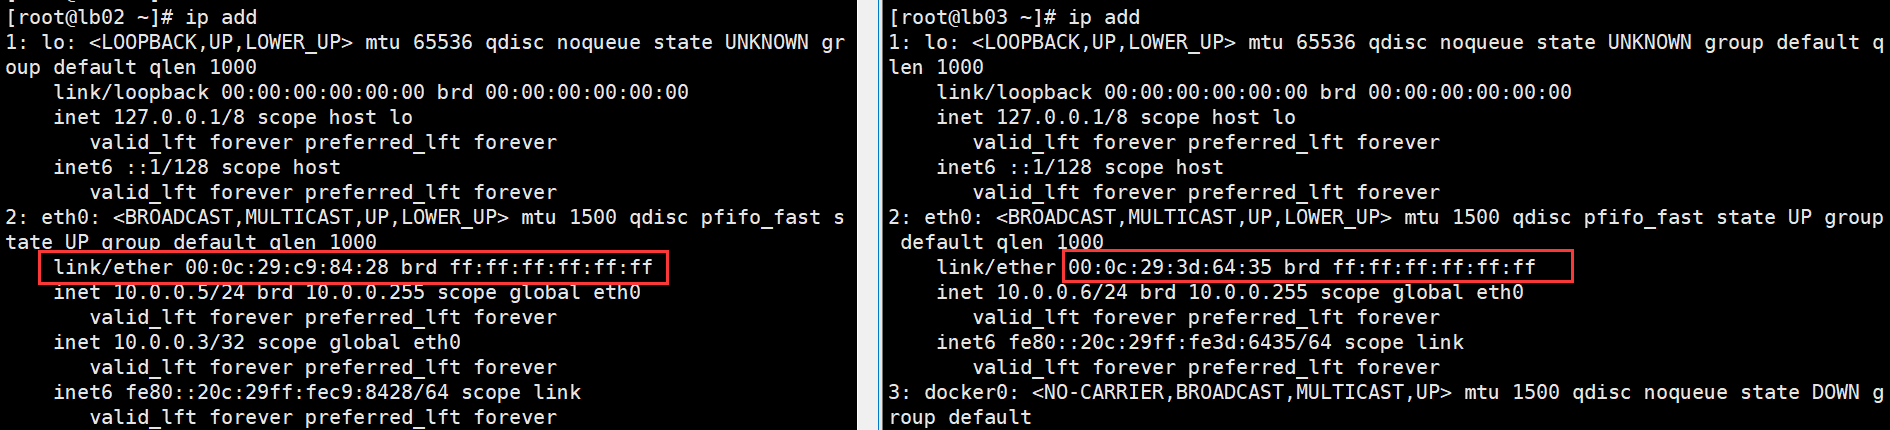 [root@lb02 ~]# ip add
1: lo: <LOOPBACK,UP,LOWER_UP> mtu 65536 qdisc noqueue state UNKNOWN gr
oup default qlen 1000
    link/loopback 00:00:00:00:00:00 brd 00:00:00:00:00:00
    inet 127.0.0.1/8 scope host lo
       valid_lft forever preferred_lft forever
    inet6 ::1/128 scope host
       valid_lft forever preferred_lft forever
2: eth0: <BROADCAST,MULTICAST,UP,LOWER_UP> mtu 1500 qdisc pfifo_fast s
tate UP group default qlen 1000
    link/ether 00:0c:29:c9:84:28 brd ff:ff:ff:ff:ff:ff
    inet 10.0.0.5/24 brd 10.0.0.255 scope global eth0
       valid_lft forever preferred_lft forever
    inet 10.0.0.3/32 scope global eth0
       valid_lft forever preferred_lft forever
    inet6 fe80::20c:29ff:fec9:8428/64 scope link
       valid_lft forever preferred_lft forever
[root@lb03 ~]# ip add
1: lo: <LOOPBACK,UP,LOWER_UP> mtu 65536 qdisc noqueue state UNKNOWN group default q
len 1000
    link/loopback 00:00:00:00:00:00 brd 00:00:00:00:00:00
    inet 127.0.0.1/8 scope host lo
       valid_lft forever preferred_lft forever
    inet6 ::1/128 scope host
       valid_lft forever preferred_lft forever
2: eth0: <BROADCAST,MULTICAST,UP,LOWER_UP> mtu 1500 qdisc pfifo_fast state UP group
 default qlen 1000
    link/ether 00:0c:29:3d:64:35 brd ff:ff:ff:ff:ff:ff
    inet 10.0.0.6/24 brd 10.0.0.255 scope global eth0
       valid_lft forever preferred_lft forever
    inet6 fe80::20c:29ff:fe3d:6435/64 scope link
       valid_lft forever preferred_lft forever
3: docker0: <NO-CARRIER,BROADCAST,MULTICAST,UP> mtu 1500 qdisc noqueue state DOWN g
roup default